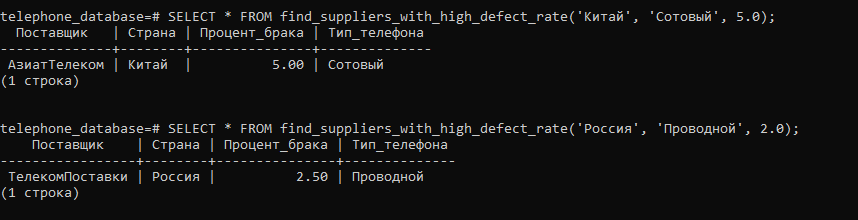 telephone_database=# SELECT * FROM find_suppliers_with_high_defect_rate('Китай', 'Сотовый', 5.0);
  Поставщик   | Страна | Процент_брака | Тип_телефона
--------------+--------+---------------+--------------
 АзиатТелеком | Китай  |          5.00 | Сотовый
(1 строка)
telephone_database=# SELECT * FROM find_suppliers_with_high_defect_rate('Россия', 'Проводной', 2.0);
    Поставщик    | Страна | Процент_брака | Тип_телефона
-----------------+--------+---------------+--------------
 ТелекомПоставки | Россия |          2.50 | Проводной
(1 строка)